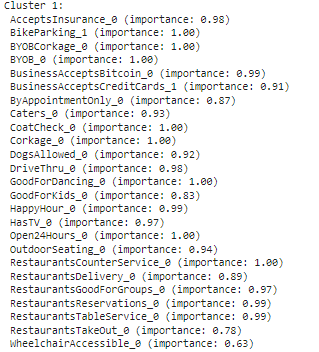 Cluster 1:
AcceptsInsurance_0 (importance: 0.98)
BikeParking_1 (importance: 1.00)
BYOBCorkage_0 (importance: 1.00)
BYOB_0 (importance: 1.00)
BusinessAcceptsBitcoin_0 (importance: 0.99)
BusinessAcceptsCreditCards_1 (importance: 0.91)
ByAppointmentOnly_0 (importance: 0.87)
Caters_0 (importance: 0.93)
CoatCheck_0 (importance: 1.00)
Corkage_0 (importance: 1.00)
DogsAllowed_0 (importance: 0.92)
DriveThru_0 (importance: 0.98)
GoodForDancing_0 (importance: 1.00)
GoodForKids_0 (importance: 0.83)
HappyHour_0 (importance: 0.99)
HasTV_0 (importance: 0.97)
Open24Hours_0 (importance: 1.00)
OutdoorSeating_0 (importance: 0.94)
RestaurantsCounterService_0 (importance: 1.00)
RestaurantsDelivery_0 (importance: 0.89)
RestaurantsGoodForGroups_0 (importance: 0.97)
RestaurantsReservations_0 (importance: 0.99)
RestaurantsTableService_0 (importance: 0.99)
RestaurantsTakeOut_0 (importance: 0.78)
WheelchairAccessible_0 (importance: 0.63)